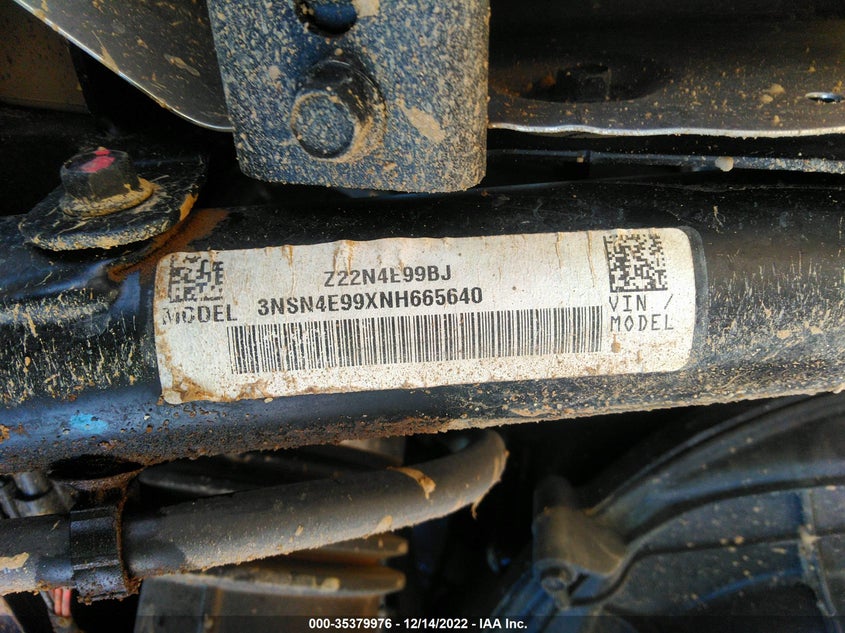 Z22N4E99BJ
3NSN4E99XNH665640
MODEL
VIN /
MODEL
000-35379976 - 12/14/2022 - IAA Inc.